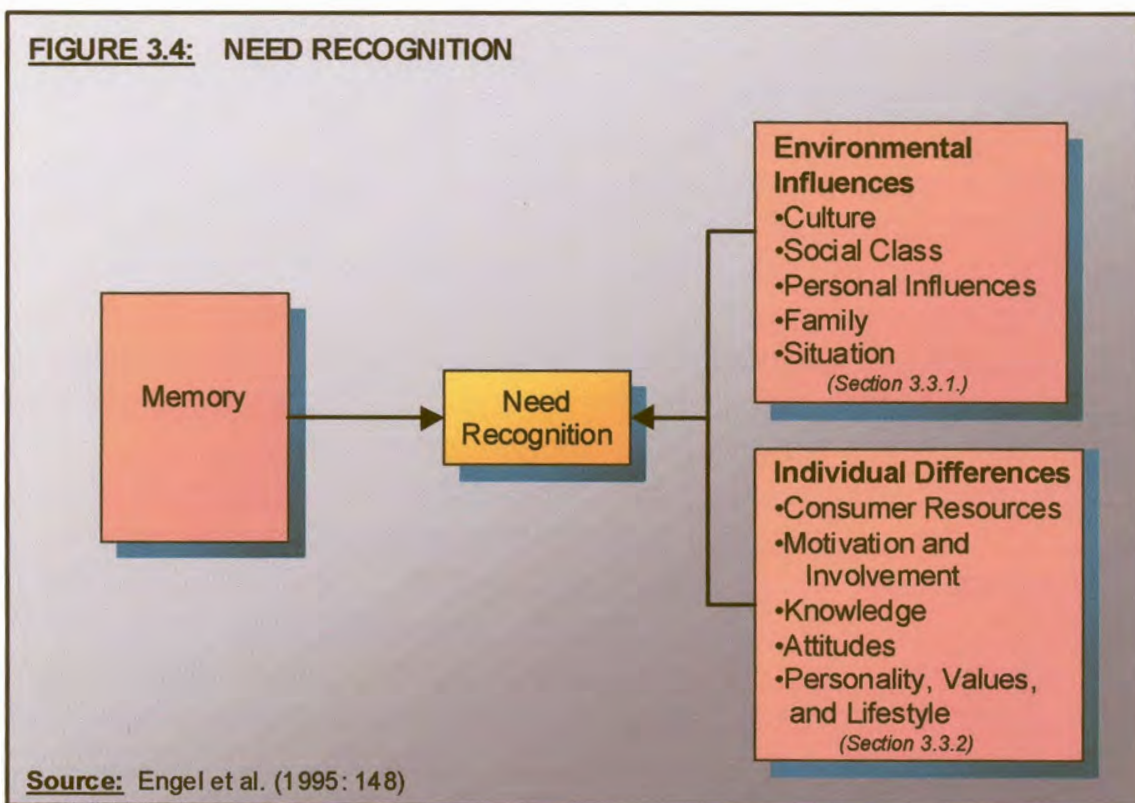 FIGURE 3.4: NEED RECOGNITION
Memory
Need
Recognition
Environmental
Influences
•Culture
•Social Class
•Personal Influences
•Family
•Situation
(Section 3.3.1.)
Individual Differences
•Consumer Resources
•Motivation and
Involvement
•Knowledge
•Attitudes
•Personality, Values,
and Lifestyle
(Section 3.3.2)
Source: Engel et al. (1995: 148)